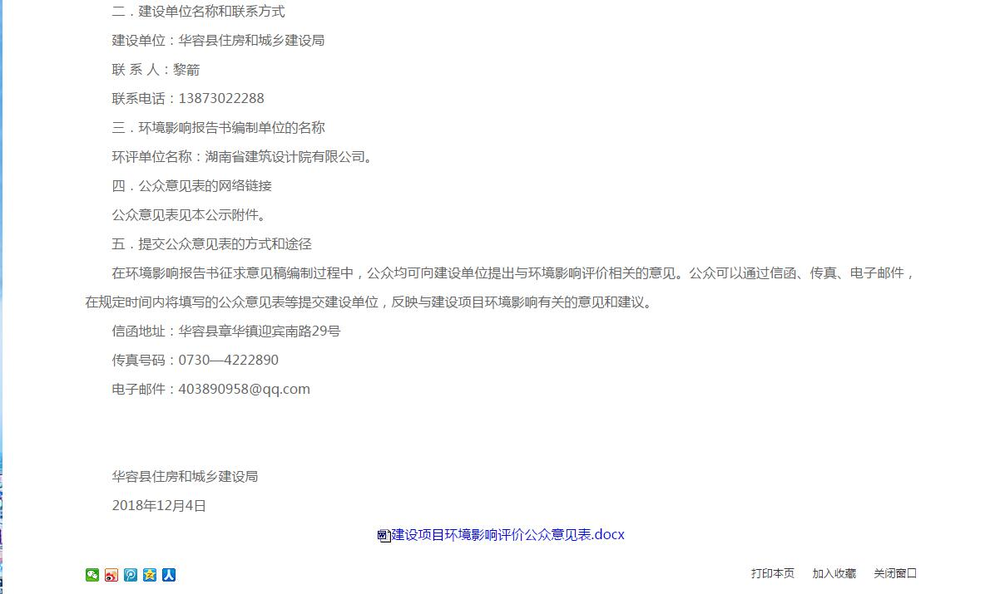 二．建设单位名称和联系方式
建设单位：华容县住房和城乡建设局
联 系 人：黎箭
联系电话：13873022288
三．环境影响报告书编制单位的名称
环评单位名称：湖南省建筑设计院有限公司。
四．公众意见表的网络链接
公众意见表见本公示附件。
五．提交公众意见表的方式和途径
在环境影响报告书征求意见稿编制过程中，公众均可向建设单位提出与环境影响评价相关的意见。公众可以通过信函、传真、电子邮件，
在规定时间内将填写的公众意见表等提交建设单位，反映与建设项目环境影响有关的意见和建议。
信函地址：华容县章华镇迎宾南路29号
传真号码：0730—4222890
电子邮件：403890958@qq.com
华容县住房和城乡建设局
2018年12月4日
建设项目环境影响评价公众意见表.docx
打印本页 加入收藏 关闭窗口